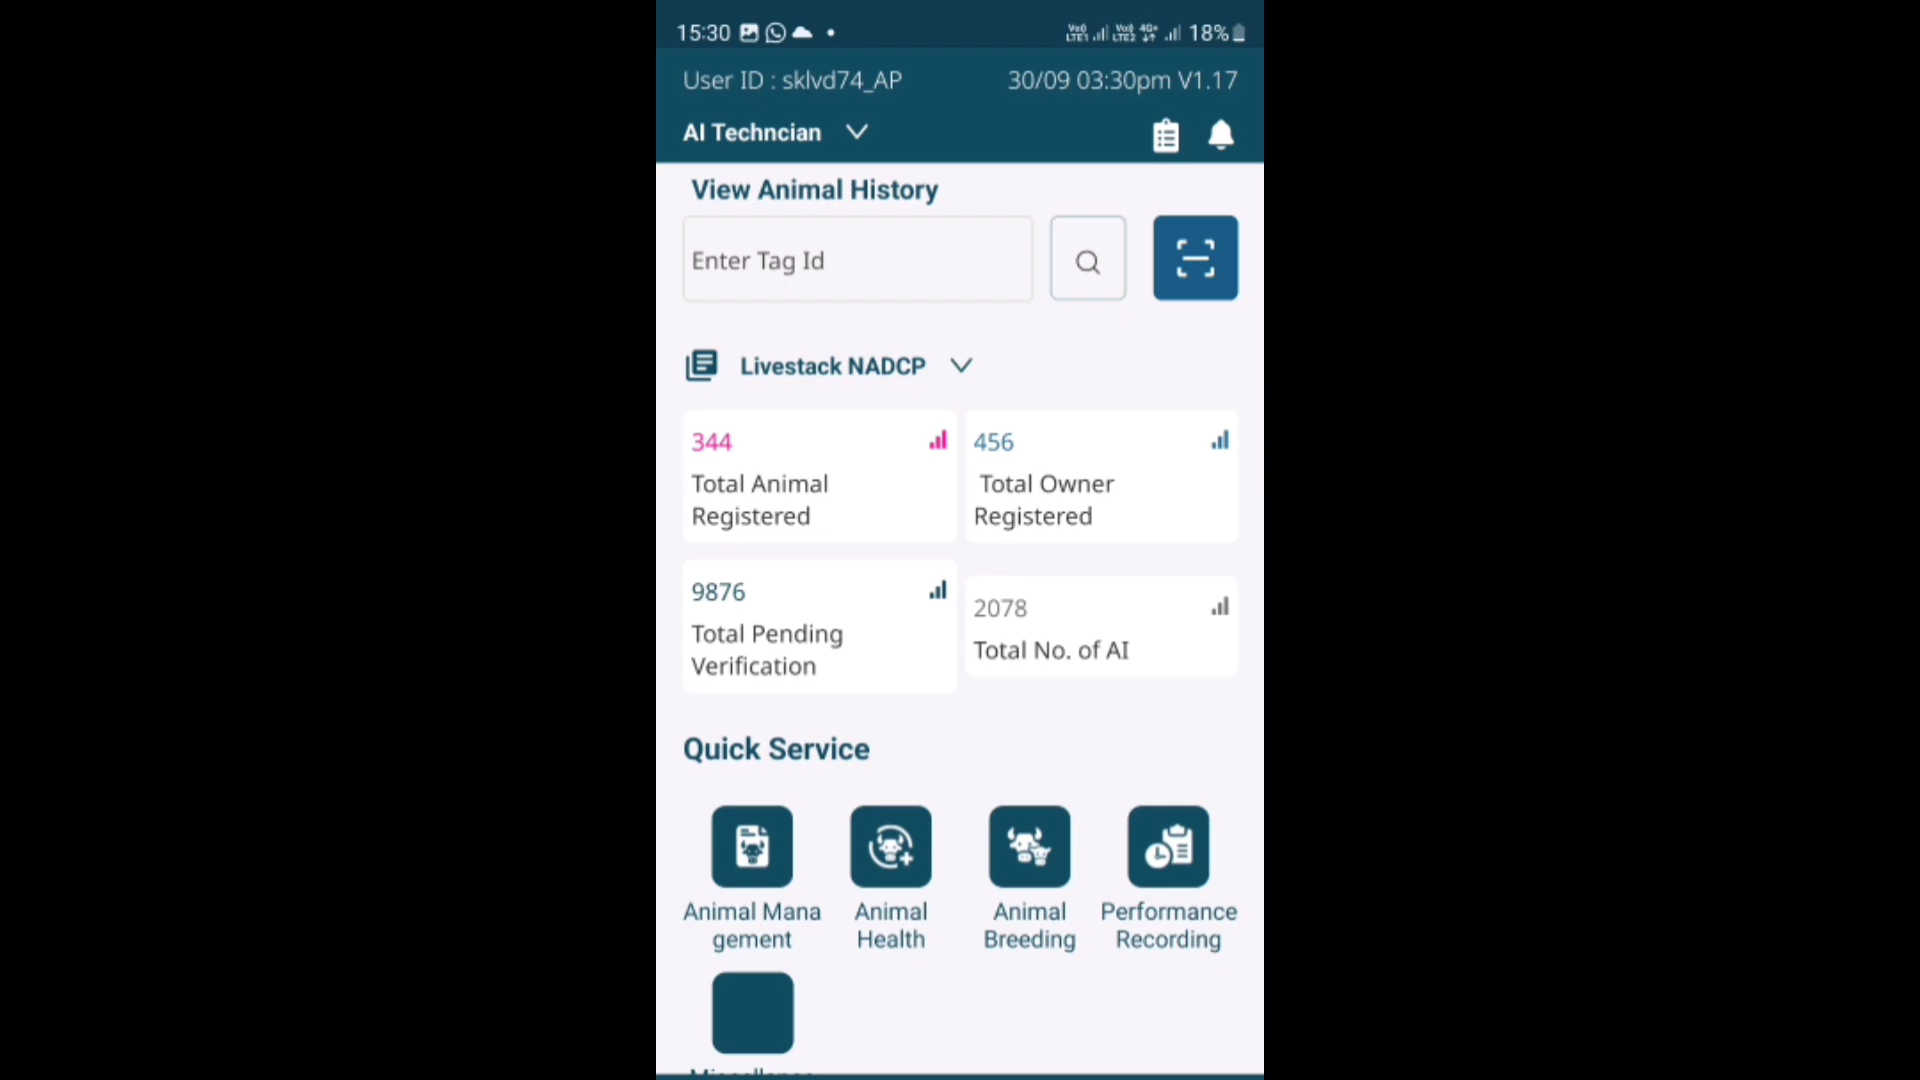 15:30 18%
User ID : sklvd74_AP 30/09 03:30pm V1.17
AI Techncian
View Animal History
Enter Tag Id
Livestack NADCP
344
Total Animal
Registered
456
Total Owner
Registered
9876
Total Pending
Verification
2078
Total No. of AI
Quick Service
Animal Mana
gement
Animal
Health
Animal
Breeding
Performance
Recording